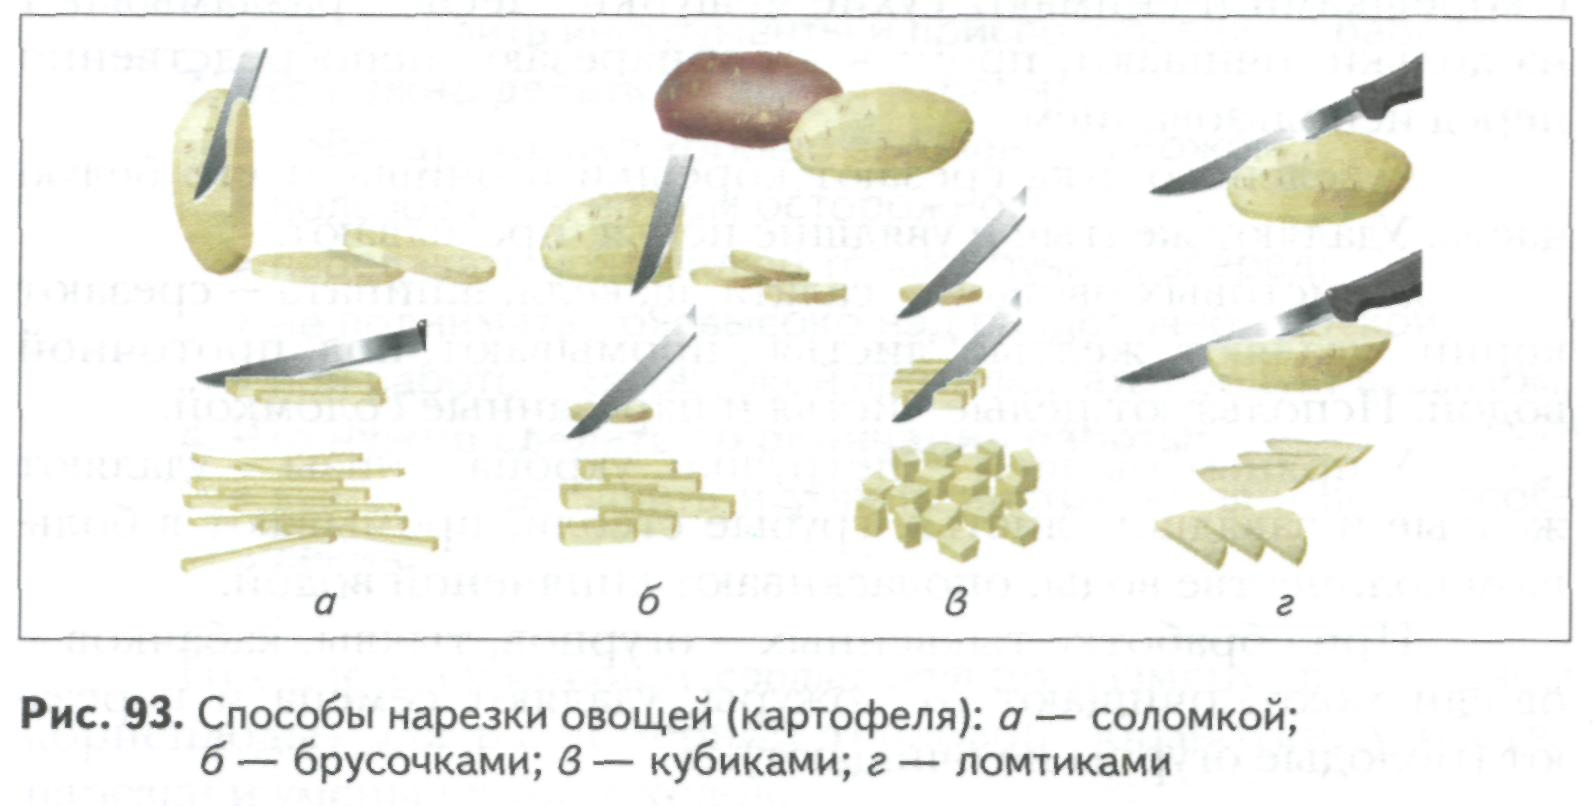 а б в г
Рис. 93. Способы нарезки овощей (картофеля): а — соломкой;
б — брусочками; в — кубиками; г — ломтиками